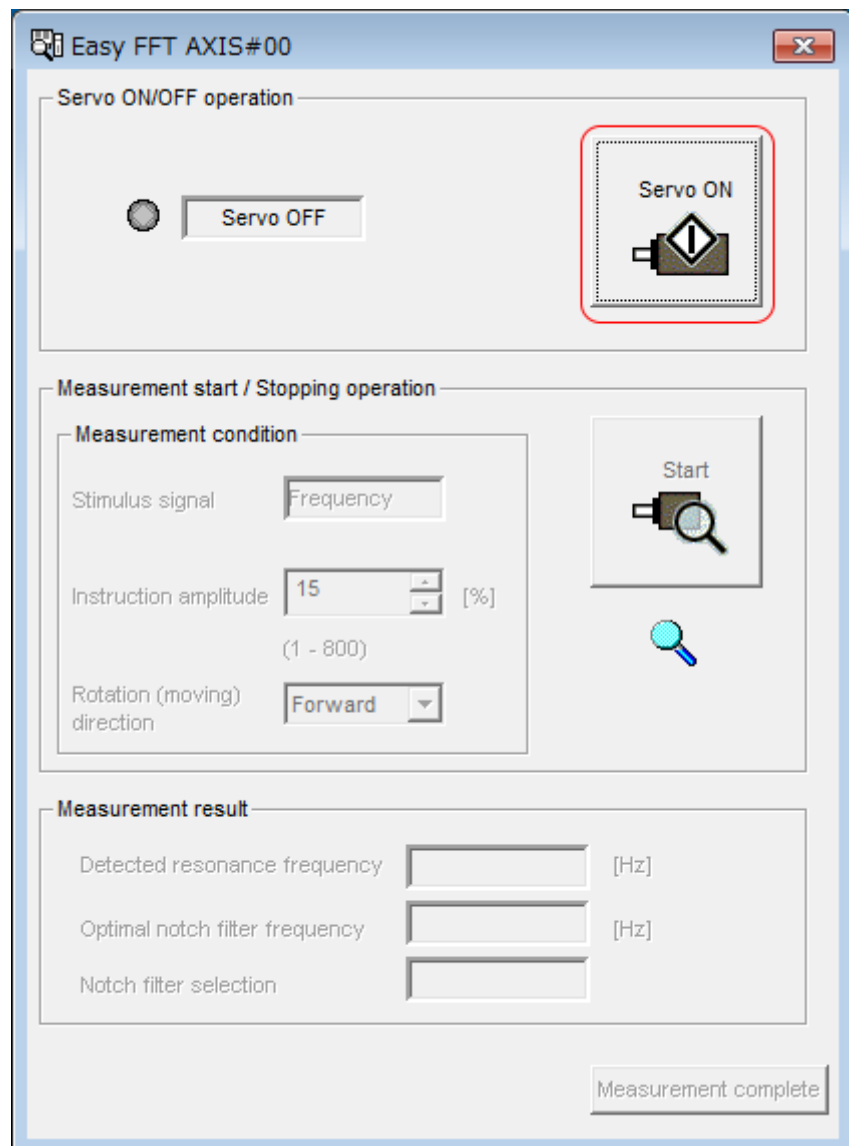 Easy FFT AXIS#00
Servo ON/OFF operation
Servo OFF
Servo ON
Measurement start / Stopping operation
Measurement condition
Stimulus signal
Frequency
Instruction amplitude
15
[%]
(1 - 800)
Rotation (moving)
direction
Forward
Start
Measurement result
Detected resonance frequency
[Hz]
Optimal notch filter frequency
[Hz]
Notch filter selection
Measurement complete